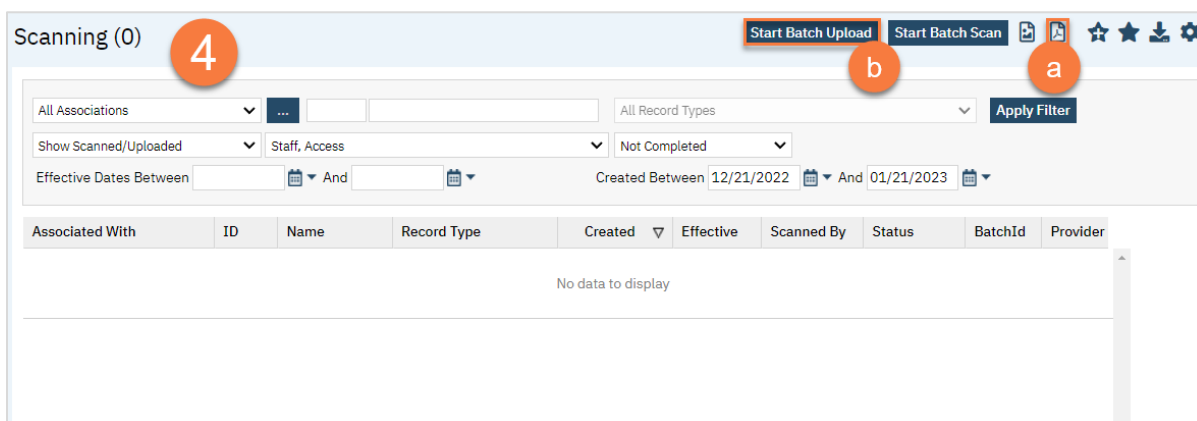 Scanning (0)
4
Start Batch Upload
Start Batch Scan
b
a
All Associations
...
All Record Types
Apply Filter
Show Scanned/Uploaded
Staff, Access
Not Completed
Effective Dates Between
And
Created Between 12/21/2022
And 01/21/2023
Associated With ID Name Record Type Created Effective Scanned By Status BatchId Provider
No data to display